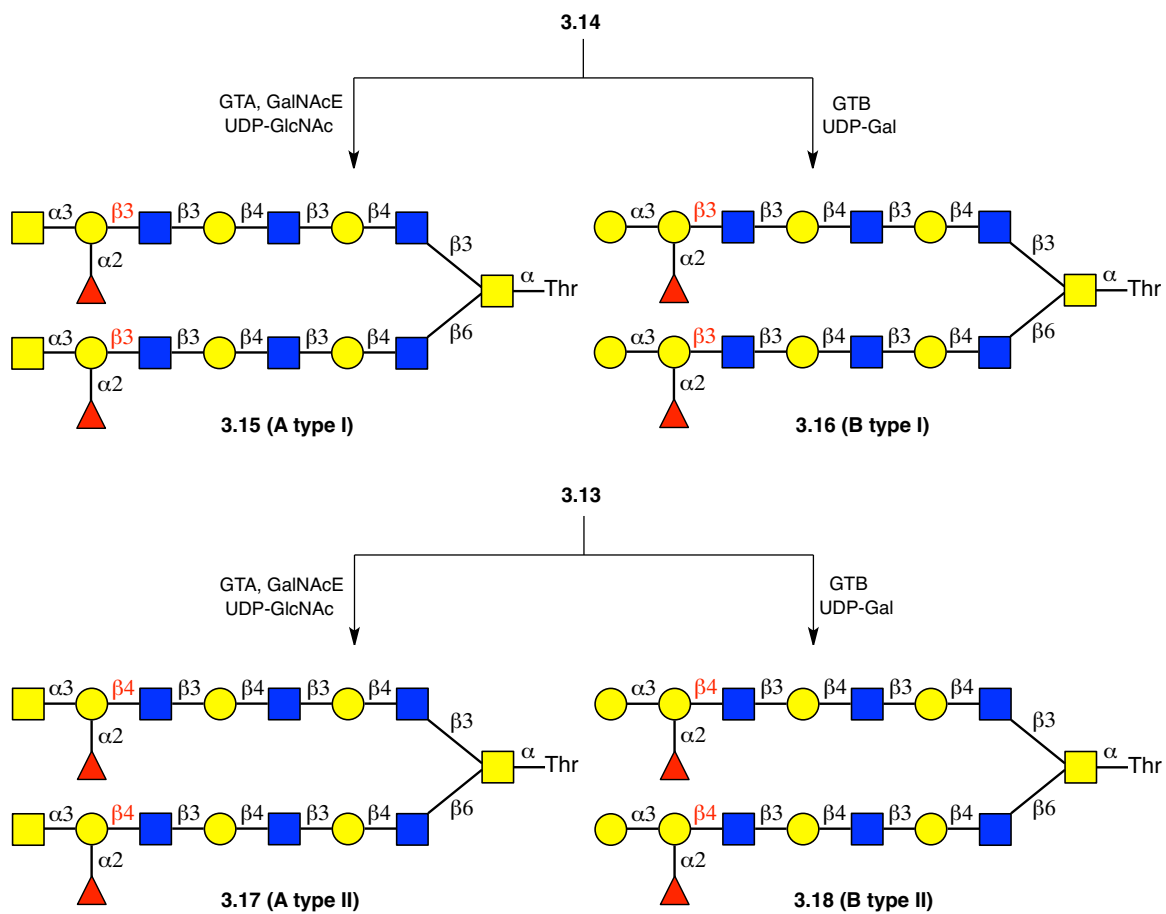 3.14
GTA, GalNAcE
UDP-GlcNAc
GTB
UDP-Gal
α3 β3 β3 β4 β3 β4
α2
β3
α
Thr
α3 β3 β3 β4 β3 β4
α2
β6
3.15 (A type I)
α3 β3 β3 β4 β3 β4
α2
β3
α
Thr
α3 β3 β3 β4 β3 β4
α2
β6
3.16 (B type I)
3.13
GTA, GalNAcE
UDP-GlcNAc
GTB
UDP-Gal
α3 β4 β3 β4 β3 β4
α2
β3
α
Thr
α3 β4 β3 β4 β3 β4
α2
β6
3.17 (A type II)
α3 β4 β3 β4 β3 β4
α2
β3
α
Thr
α3 β4 β3 β4 β3 β4
α2
β6
3.18 (B type II)